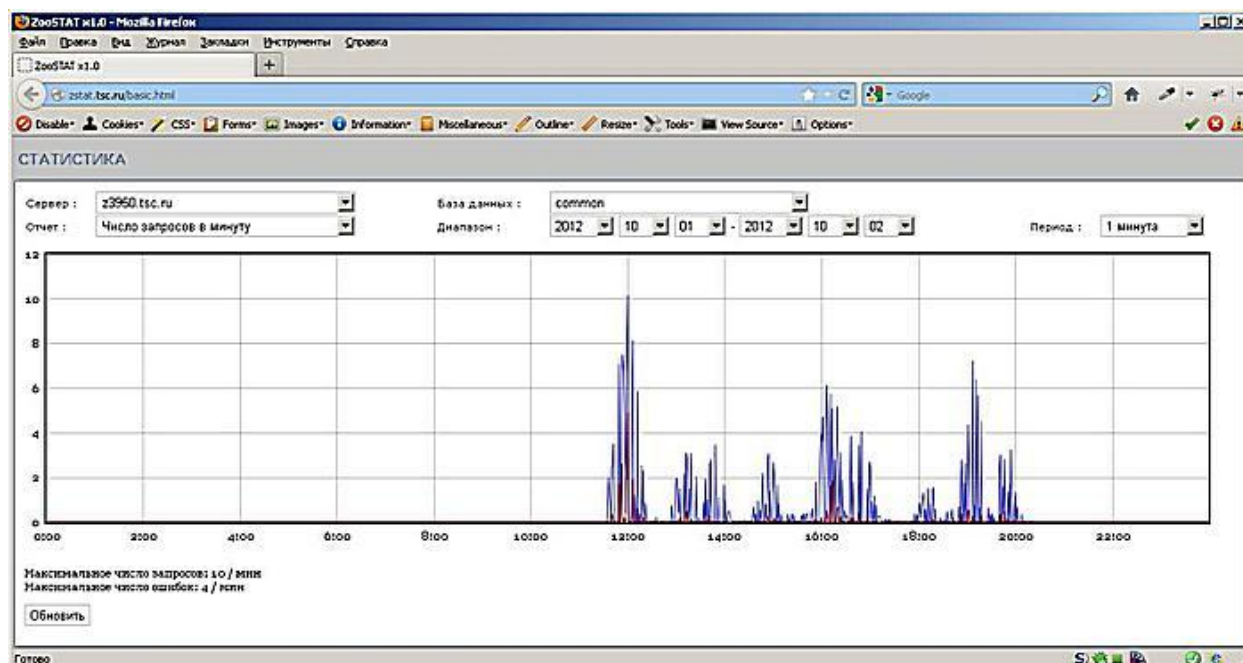 ZooSTAT x1.0 - Mozilla Firefox
Файл Правка Вид Журнал Закладки Инструменты Справка
ZooSTAT x1.0 +
zstat.tsc.ru/basic.html Google
Disable Cookies CSS Forms Images Information Miscellaneous Outline Resize Tools View Source Options
СТАТИСТИКА
Сервер : z3950.tsc.ru База данных : common
Отчет : Число запросов в минуту Диапазон : 2012 10 01 - 2012 10 02 Период : 1 минута
12
10
8
6
4
2
0
00:00 2:00 4:00 6:00 8:00 10:00 12:00 14:00 16:00 18:00 20:00 22:00
Максимальное число запросов: 10 / мин
Максимальное число ошибок: 4 / мин
Обновить
Готово